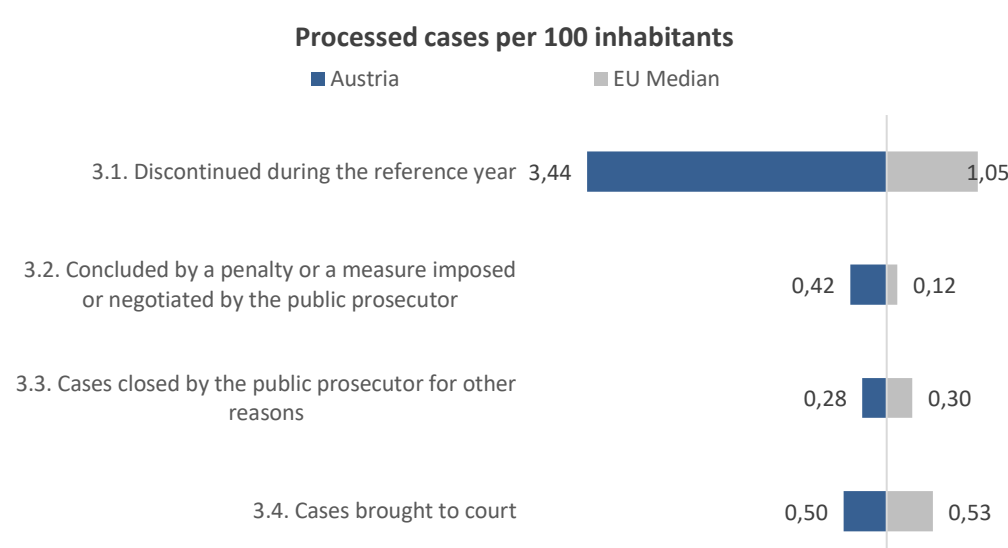 Processed cases per 100 inhabitants
Austria EU Median
3.1. Discontinued during the reference year 3,44 1,05
3.2. Concluded by a penalty or a measure imposed
or negotiated by the public prosecutor
0,42 0,12
3.3. Cases closed by the public prosecutor for other
reasons
0,28 0,30
3.4. Cases brought to court 0,50 0,53